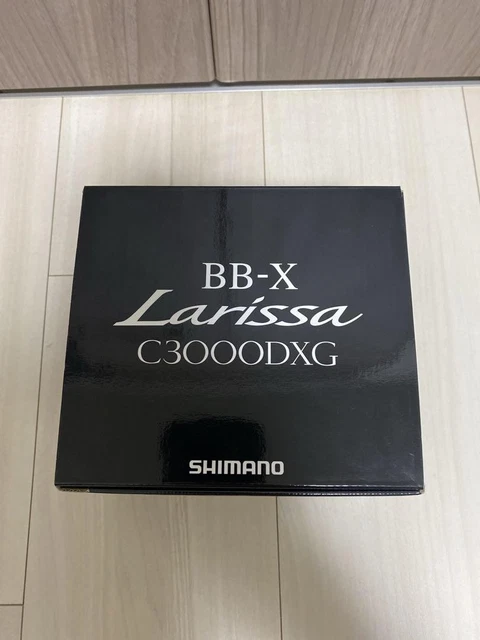 BB-X
Larissa
C3000DXG
SHIMANO